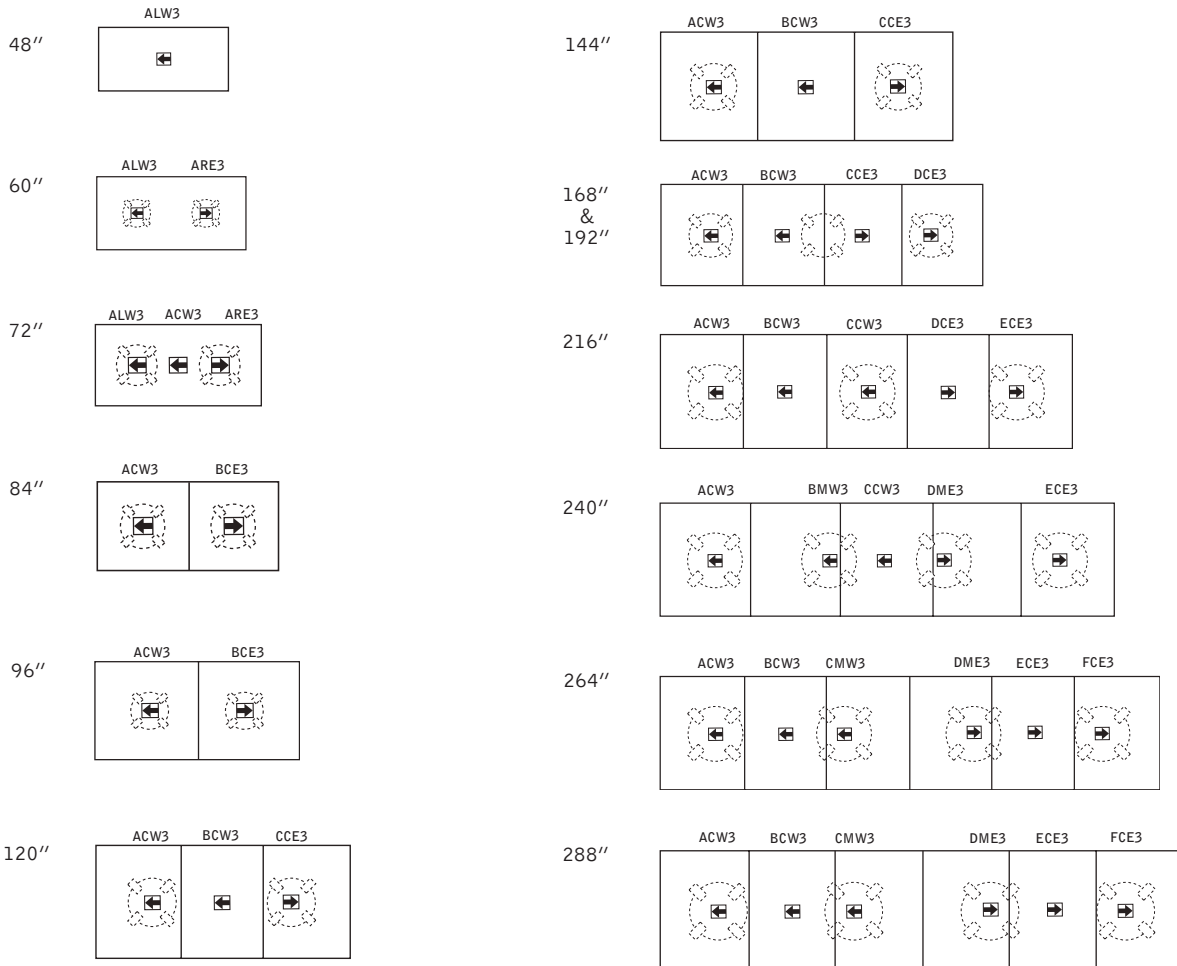 48″
ALW3
60″
ALW3 ARE3
72″
ALW3 ACW3 ARE3
84″
ACW3 BCE3
96″
ACW3 BCE3
120″
ACW3 BCW3 CCE3
144″
ACW3 BCW3 CCE3
168″
&
192″
ACW3 BCW3 CCE3 DCE3
216″
ACW3 BCW3 CCW3 DCE3 ECE3
240″
ACW3 BMW3 CCW3 DME3 ECE3
264″
ACW3 BCW3 CMW3 DME3 ECE3 FCE3
288″
ACW3 BCW3 CMW3 DME3 ECE3 FCE3